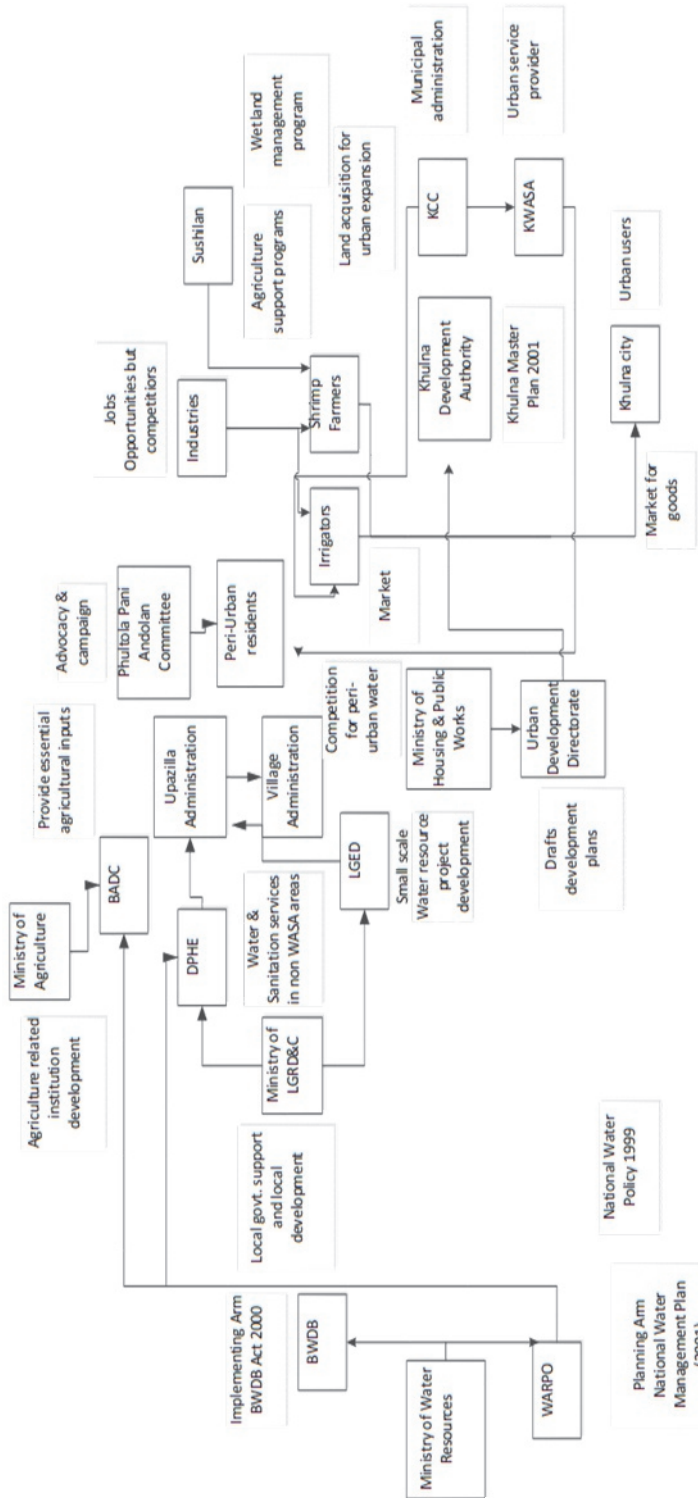 Ministry of
Agriculture
Agriculture related
institution
development
BADC
Provide essential
agricultural inputs
Advocacy &
campaign
Phultola Pani
Andolan
Committee
Peri-Urban
residents
Jobs
Opportunities but
competitiors
Industries
Sushilan
Wetland
management
program
Agriculture
support programs
Land acquisition for
urban expansion
DPHE
Upazilla
Administration
Village
Administration
Irrigators
Shrimp
Farmers
Water &
Sanitation services
in non WASA areas
Ministry of
LGRD&C
Local govt. support
and local
development
LGED
Small scale
Water resource
project
development
Competition
for peri-
urban water
Market
Implementing Arm
BWDB Act 2000
BWDB
Ministry of Water
Resources
WARPO
Planning Arm
National Water
Management Plan
(2001)
National Water
Policy 1999
Ministry of
Housing & Public
Works
Urban
Development
Directorate
Drafts
development
plans
Khulna
Development
Authority
Khulna Master
Plan 2001
KCC
Municipal
administration
KWASA
Urban service
provider
Khulna city
Urban users
Market for
goods